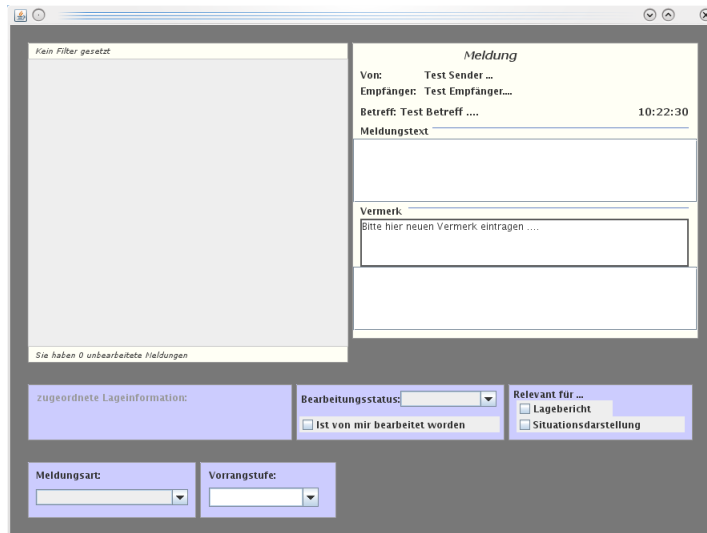 Kein Filter gesetzt
Sie haben 0 unbearbeitete Meldungen
Meldung
Von: Test Sender ...
Empfänger: Test Empfänger....
Betreff: Test Betreff .... 10:22:30
Meldungstext
Vermerk
Bitte hier neuen Vermerk eintragen ....
zugeordnete Lageinformation:
Bearbeitungsstatus:
Ist von mir bearbeitet worden
Relevant für ...
Lagebericht
Situationsdarstellung
Meldungsart:
Vorrangstufe: